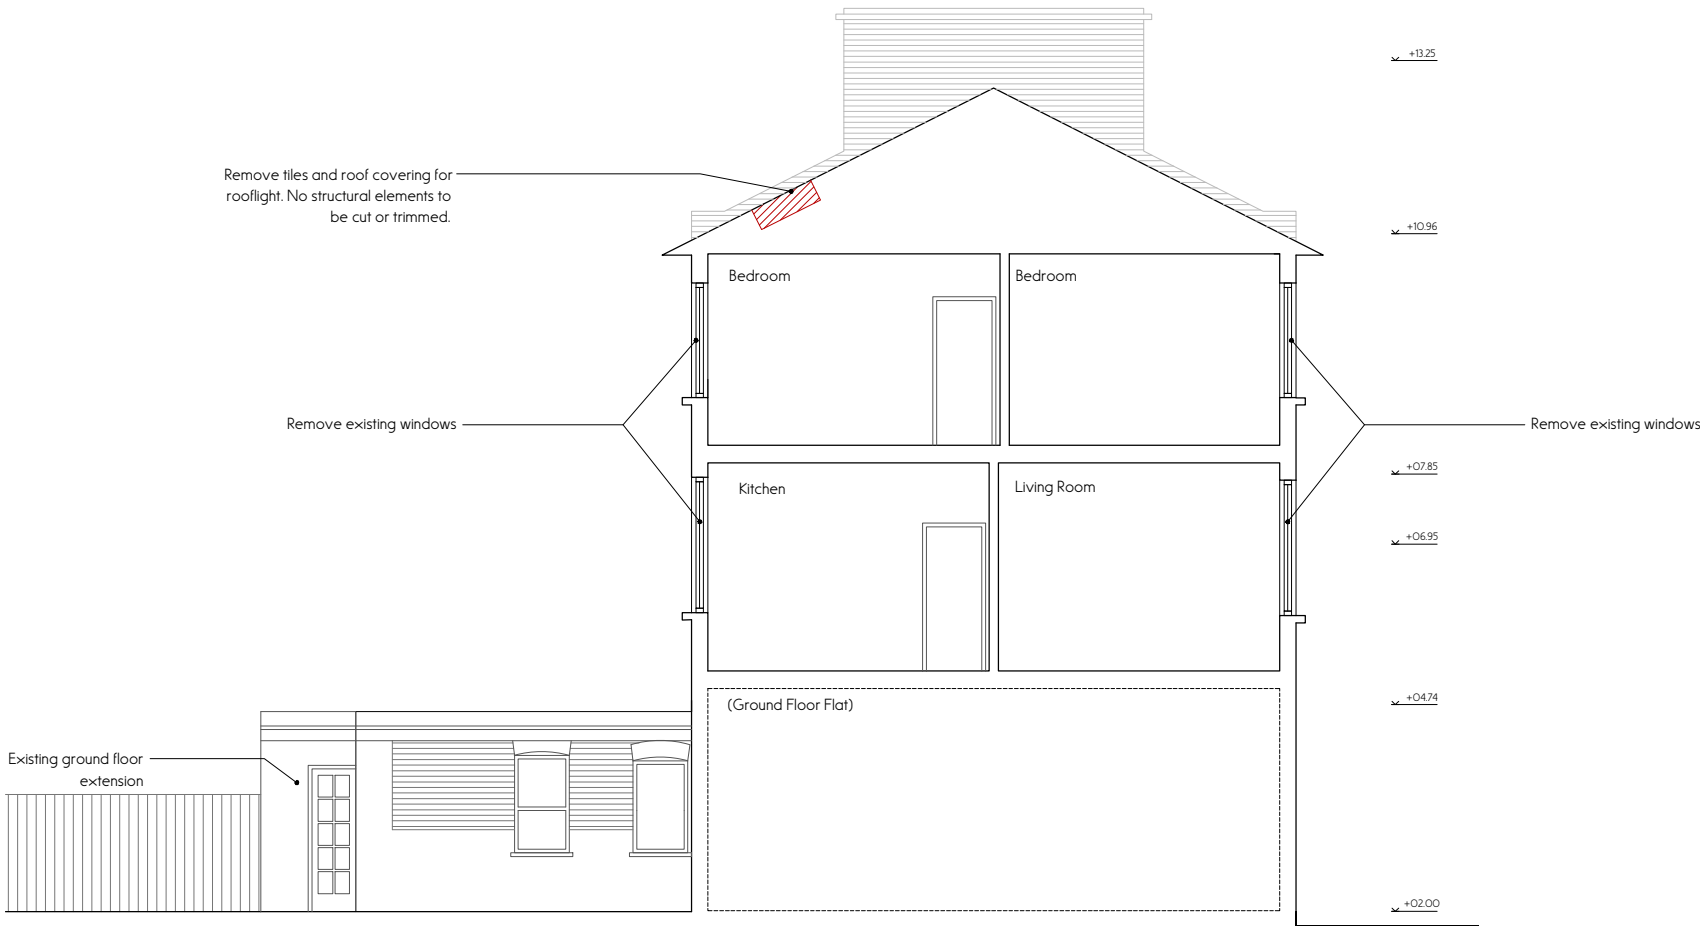 +13.25
Remove tiles and roof covering for
rooflight. No structural elements to
be cut or trimmed.
+10.96
Bedroom
Bedroom
Remove existing windows
Remove existing windows
+07.85
Kitchen
Living Room
+06.95
+04.74
(Ground Floor Flat)
Existing ground floor
extension
+02.00